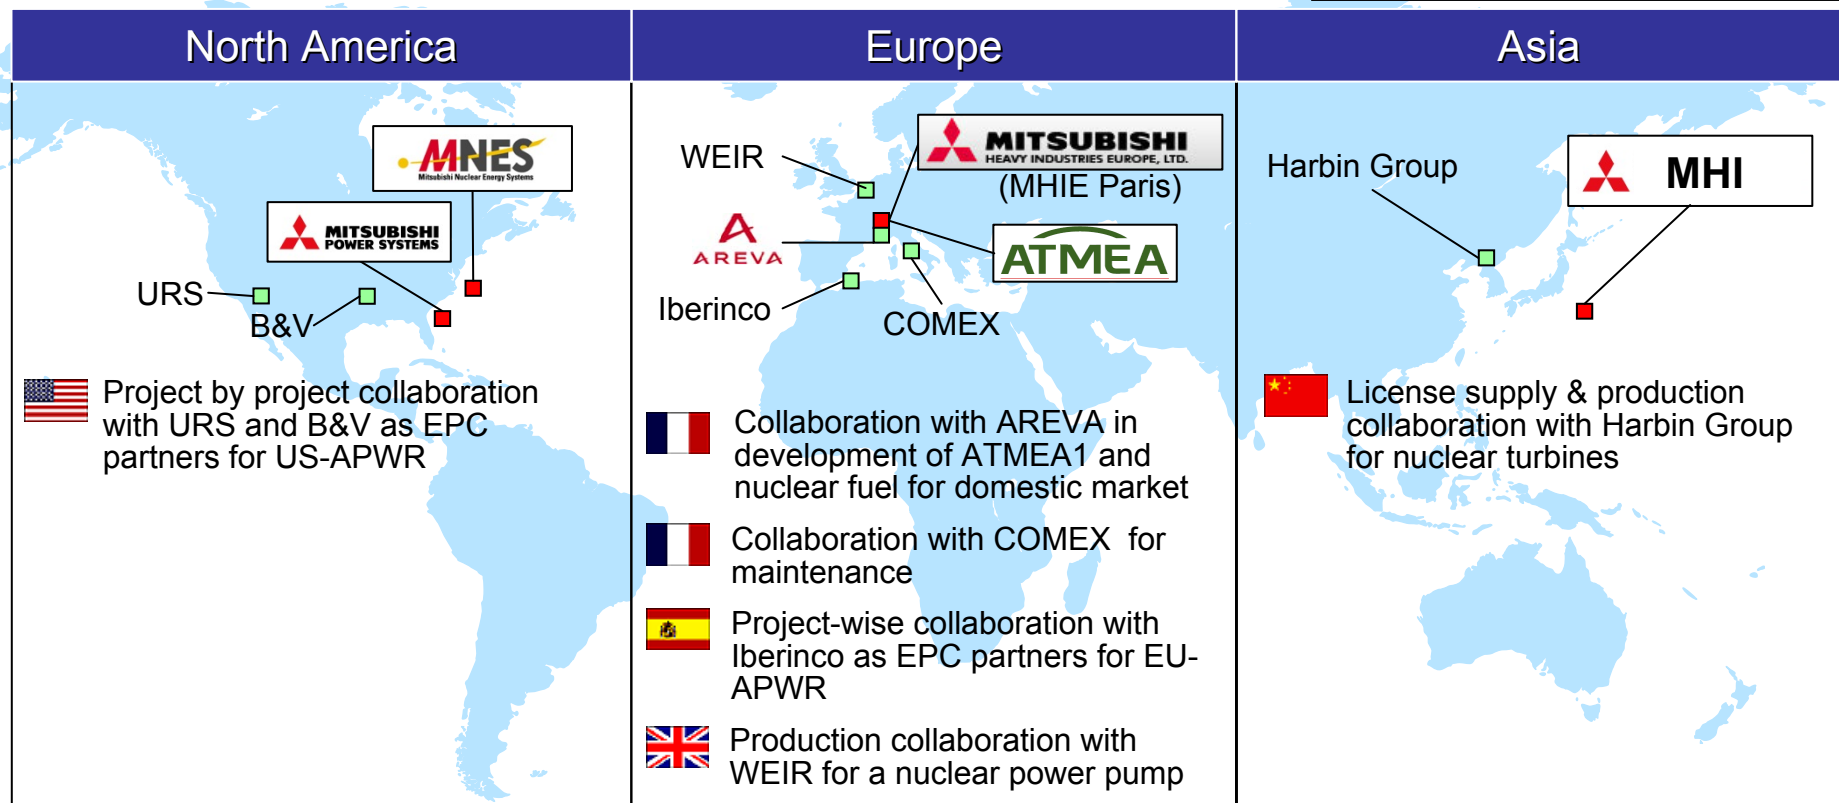 North America
Europe
Asia
MNES
Mitsubishi Nuclear Energy Systems
MITSUBISHI
POWER SYSTEMS
URS
B&V
Project by project collaboration
with URS and B&V as EPC
partners for US-APWR
WEIR
MITSUBISHI
HEAVY INDUSTRIES EUROPE, LTD.
(MHIE Paris)
AREVA
ATMEA
Iberinco
COMEX
Collaboration with AREVA in
development of ATMEA1 and
nuclear fuel for domestic market
Collaboration with COMEX for
maintenance
Project-wise collaboration with
Iberinco as EPC partners for EU-
APWR
Production collaboration with
WEIR for a nuclear power pump
Harbin Group
MHI
License supply & production
collaboration with Harbin Group
for nuclear turbines